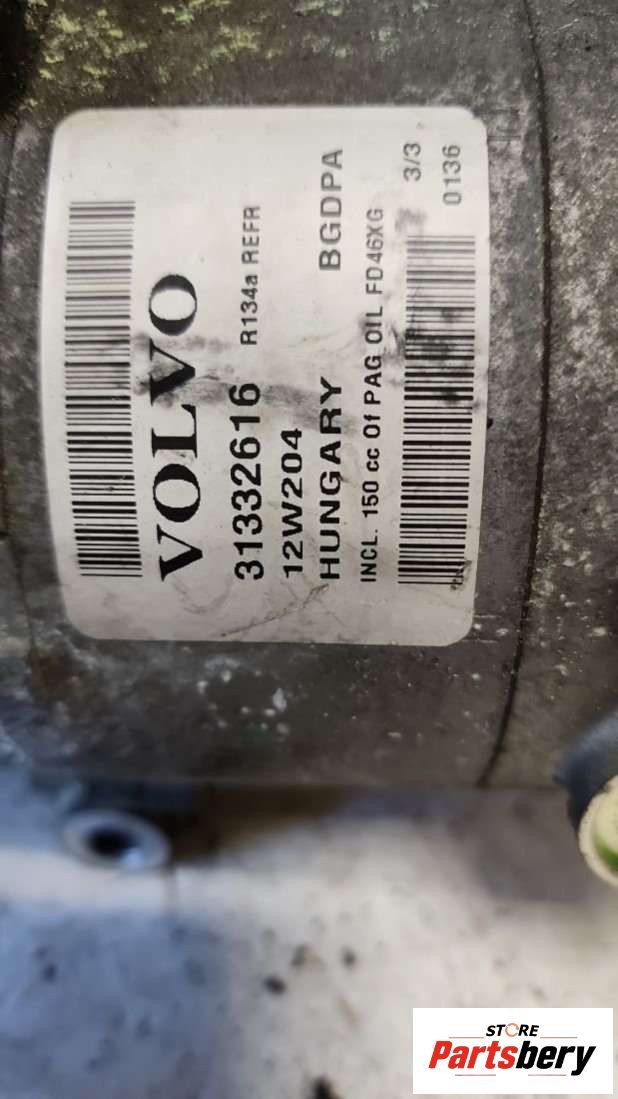 VOLVO
31332616 R134a REFR
12W204
HUNGARY BGDPA
INCL. 150 cc Of PAG OIL FD46XG
3/3
0136
STORE
Partsbery